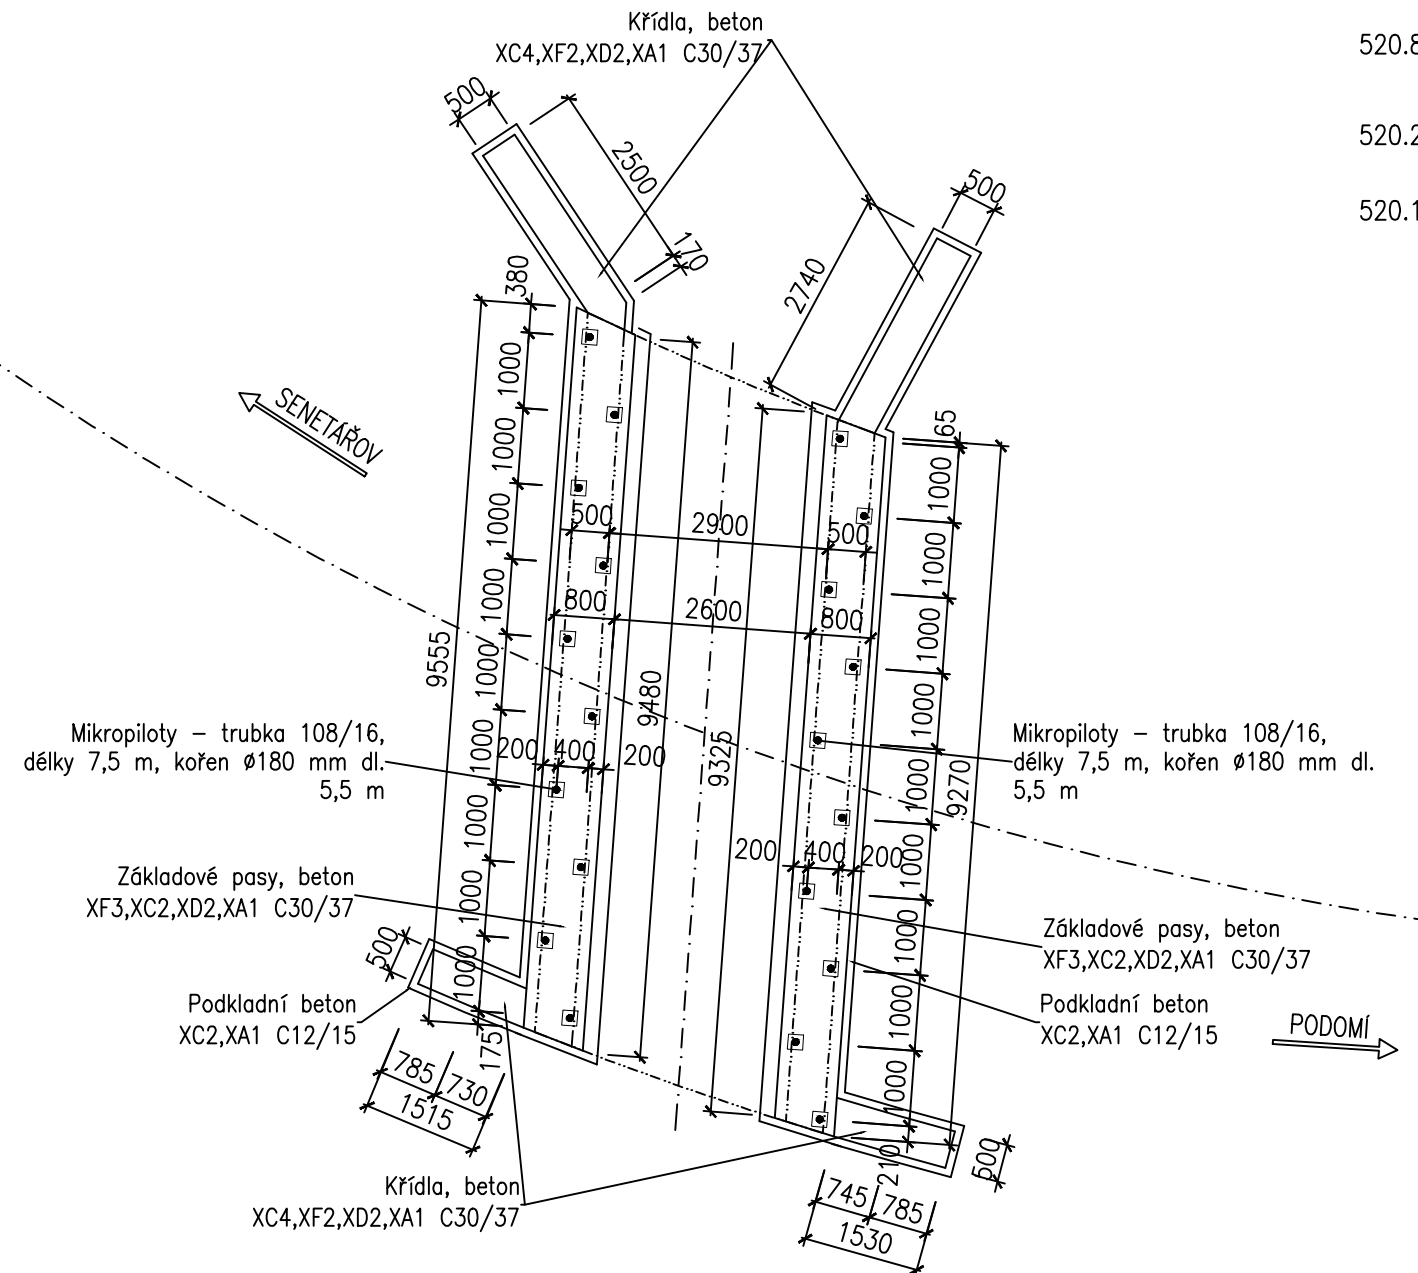 Křídla, beton
XC4,XF2,XD2,XA1 C30/37
520.8
520.2
520.1
500
2500
170
380
500
2740
65
SENETÁŘOV
1000
1000
1000
1000
1000
1000
1000
1000
1000
175
9555
500
2900
500
800
2600
800
9480
9325
200
400
200
200
400
200
1000
1000
1000
1000
1000
1000
1000
1000
1000
210
9270
Mikropiloty – trubka 108/16,
délky 7,5 m, kořen Ø180 mm dl.
5,5 m
Mikropiloty – trubka 108/16,
délky 7,5 m, kořen Ø180 mm dl.
5,5 m
Základové pasy, beton
XF3,XC2,XD2,XA1 C30/37
Základové pasy, beton
XF3,XC2,XD2,XA1 C30/37
500
Podkladní beton
XC2,XA1 C12/15
Podkladní beton
XC2,XA1 C12/15
PODOMÍ
785
730
1515
Křídla, beton
XC4,XF2,XD2,XA1 C30/37
500
745
785
1530